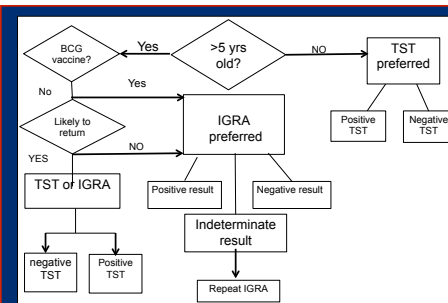 BCG
vaccine?
Yes
>5 yrs
old?
NO
TST
preferred
No
Yes
Likely to
return
IGRA
preferred
Positive
TST
Negative
TST
YES
NO
TST or IGRA
Positive result
Negative result
Indeterminate
result
negative
TST
Positive
TST
Repeat IGRA